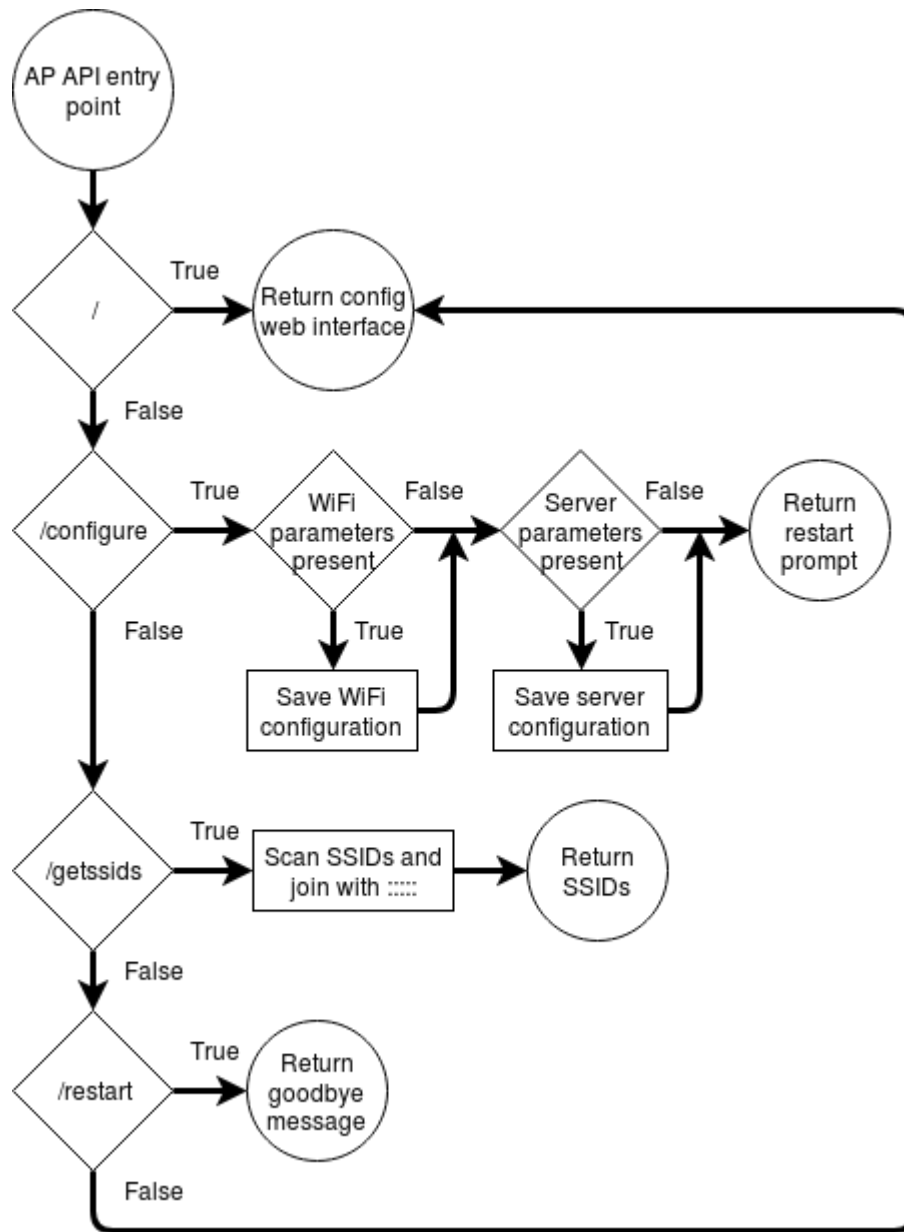 AP API entry
point
True
/
Return config
web interface
False
True
WiFi
parameters
present
False
Server
parameters
present
False
Return
restart
prompt
/configure
False
True
True
Save WiFi
configuration
Save server
configuration
True
/getssids
Scan SSIDs and
join with :::::
Return
SSIDs
False
True
/restart
Return
goodbye
message
False